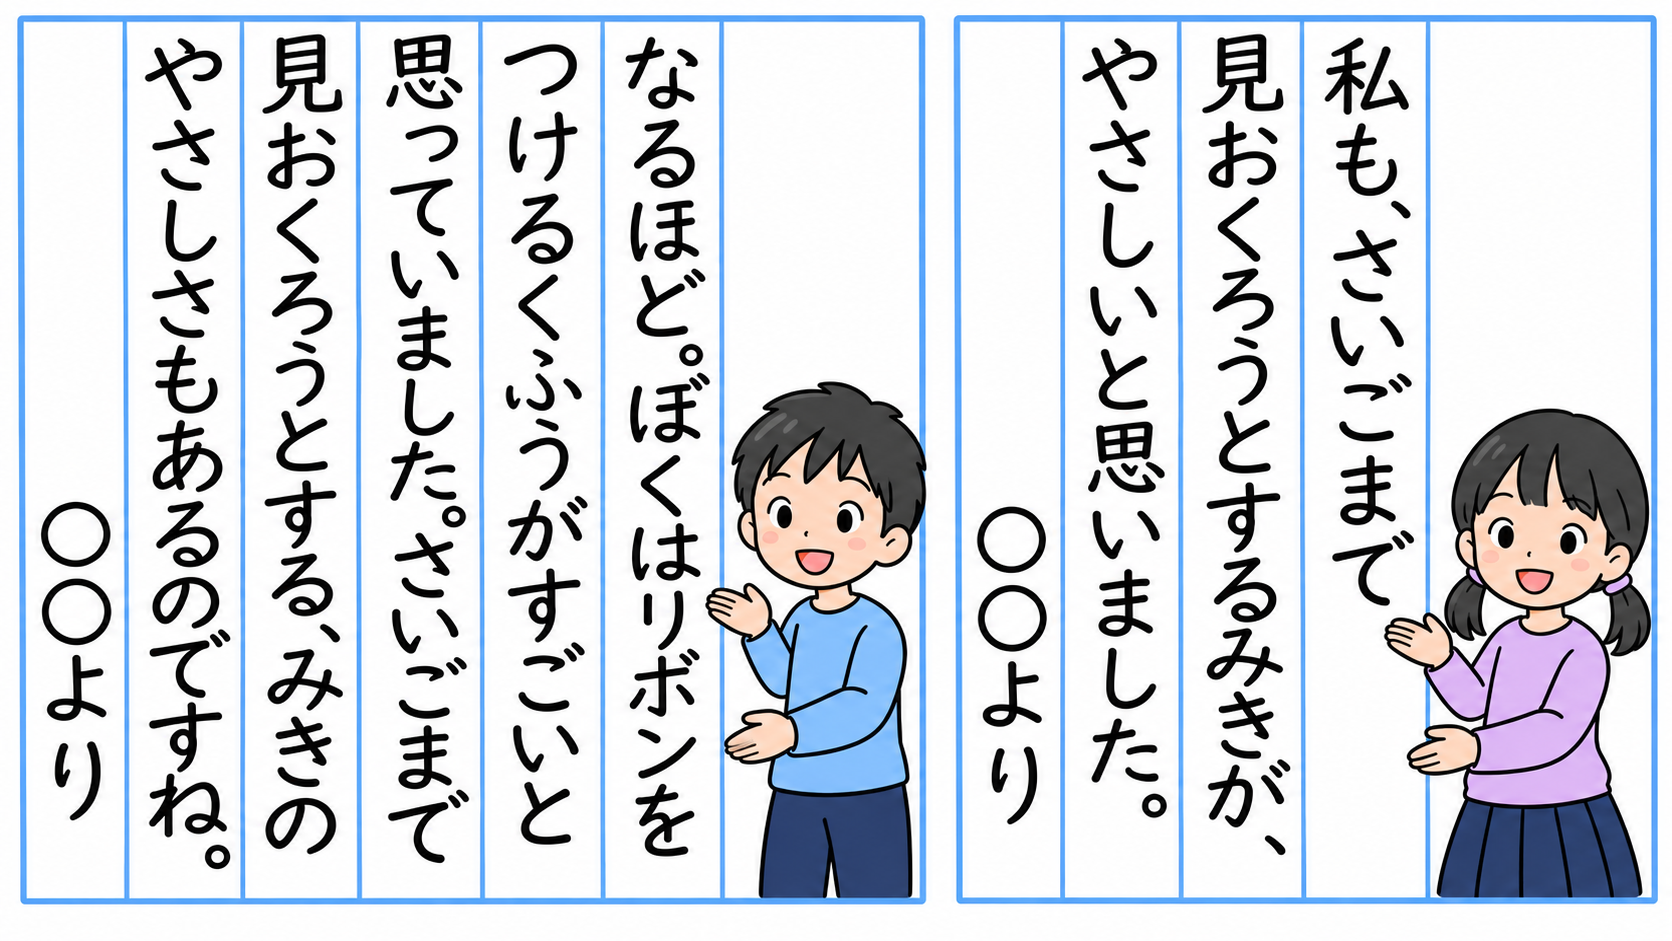 私も、さいごまで
見おくろうとするみきが、
やさしいと思いました。
〇〇より
なるほど。ぼくはリボンを
つけるくふうがすごいと
思っていました。さいごまで
見おくろうとする、みきの
やさしさもあるのですね。
〇〇より